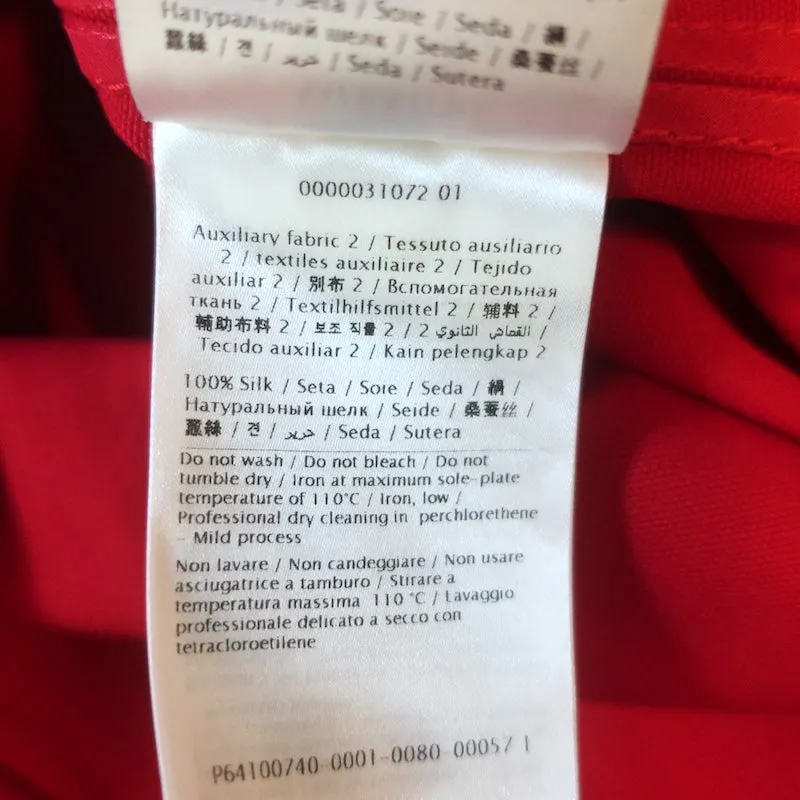 / Seta / Soie / Seda / 絹 /
Натуральный шелк / Seide / 桑蚕丝 /
蠶絲 / 견 / حرير / Seda / Sutera
0000031072 01
Auxiliary fabric 2 / Tessuto ausiliario
2 / textiles auxiliaire 2 / Tejido
auxiliar 2 / 別布 2 / Вспомогательная
ткань 2 / Textilhilfsmittel 2 / 辅料 2 /
輔助布料 2 / 보조 직물 2 / القماش الثانوي 2 /
Tecido auxiliar 2 / Kain pelengkap 2
100% Silk / Seta / Soie / Seda / 絹 /
Натуральный шелк / Seide / 桑蚕丝 /
蠶絲 / 견 / حرير / Seda / Sutera
Do not wash / Do not bleach / Do not
tumble dry / Iron at maximum sole-plate
temperature of 110°C / Iron, low /
Professional dry cleaning in perchlorethene
- Mild process
Non lavare / Non candeggiare / Non usare
asciugatrice a tamburo / Stirare a
temperatura massima 110 °C / Lavaggio
professionale delicato a secco con
tetracloroetilene
P64100740-0001-0080 00057 1